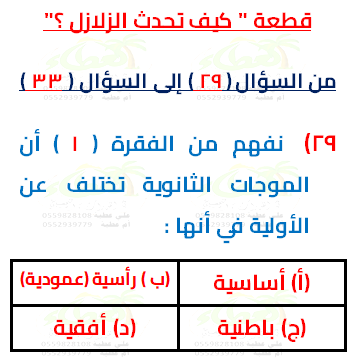 قطعة " كيف تحدث الزلازل ؟"
من السؤال ( ٢٩ ) إلى السؤال ( ٣٣ )
٢٩) نفهم من الفقرة ( ١ ) أن
الموجات الثانوية تختلف عن
الأولية في أنها :
(أ) أساسية (ب ) رأسية (عمودية)
(ج) باطنية (د) أفقية